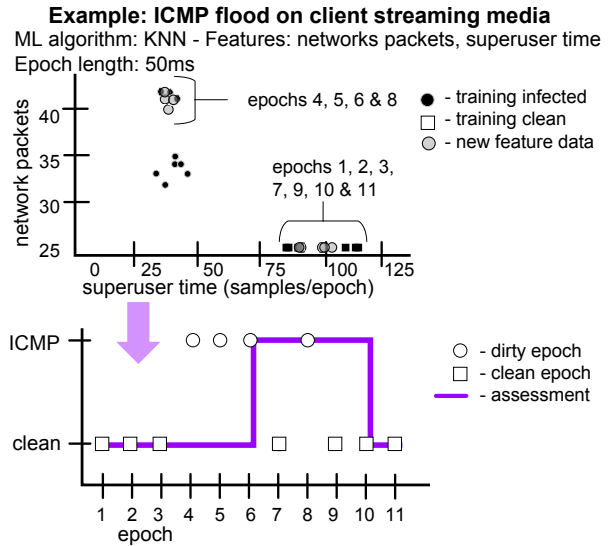 Example: ICMP flood on client streaming media
ML algorithm: KNN - Features: networks packets, superuser time
Epoch length: 50ms
network packets
40
35
30
25
epochs 4, 5, 6 & 8
epochs 1, 2, 3,
7, 9, 10 & 11
- training infected
- training clean
- new feature data
0 25 50 75 100 125
superuser time (samples/epoch)
ICMP
clean
- dirty epoch
- clean epoch
- assessment
1 2 3 4 5 6 7 8 9 10 11
epoch